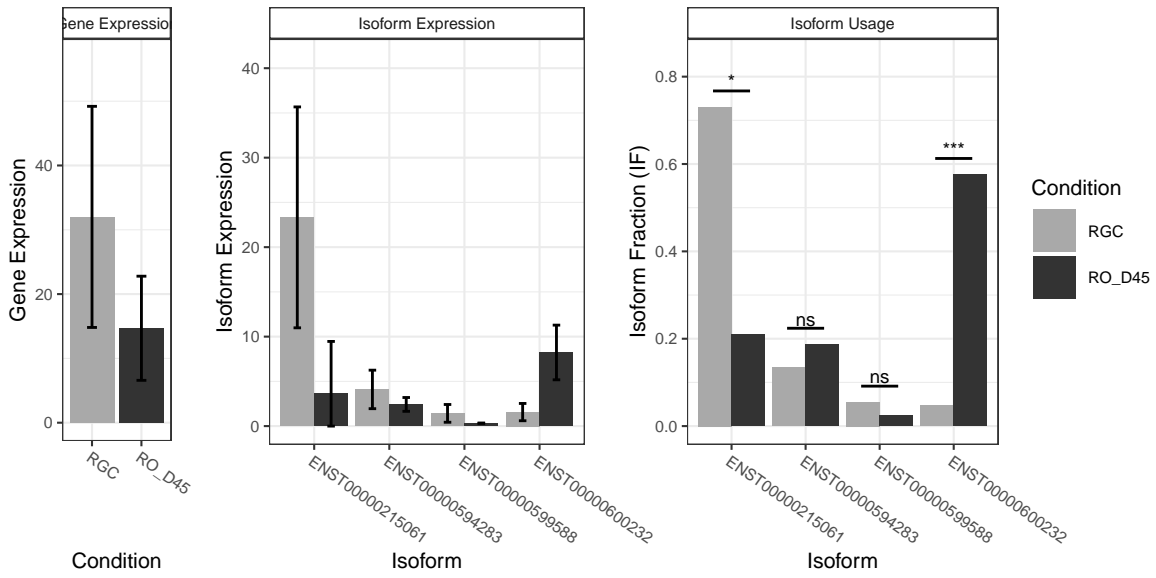 Gene Expression
Gene Expression
40
20
0
RGC
RO_D45
Condition
Isoform Expression
Isoform Expression
40
30
20
10
0
ENST00000215061
ENST00000594283
ENST00000599588
ENST00000600232
Isoform
Isoform Usage
Isoform Fraction (IF)
0.8
0.6
0.4
0.2
0.0
*
ns
ns
***
ENST00000215061
ENST00000594283
ENST00000599588
ENST00000600232
Isoform
Condition
RGC
RO_D45